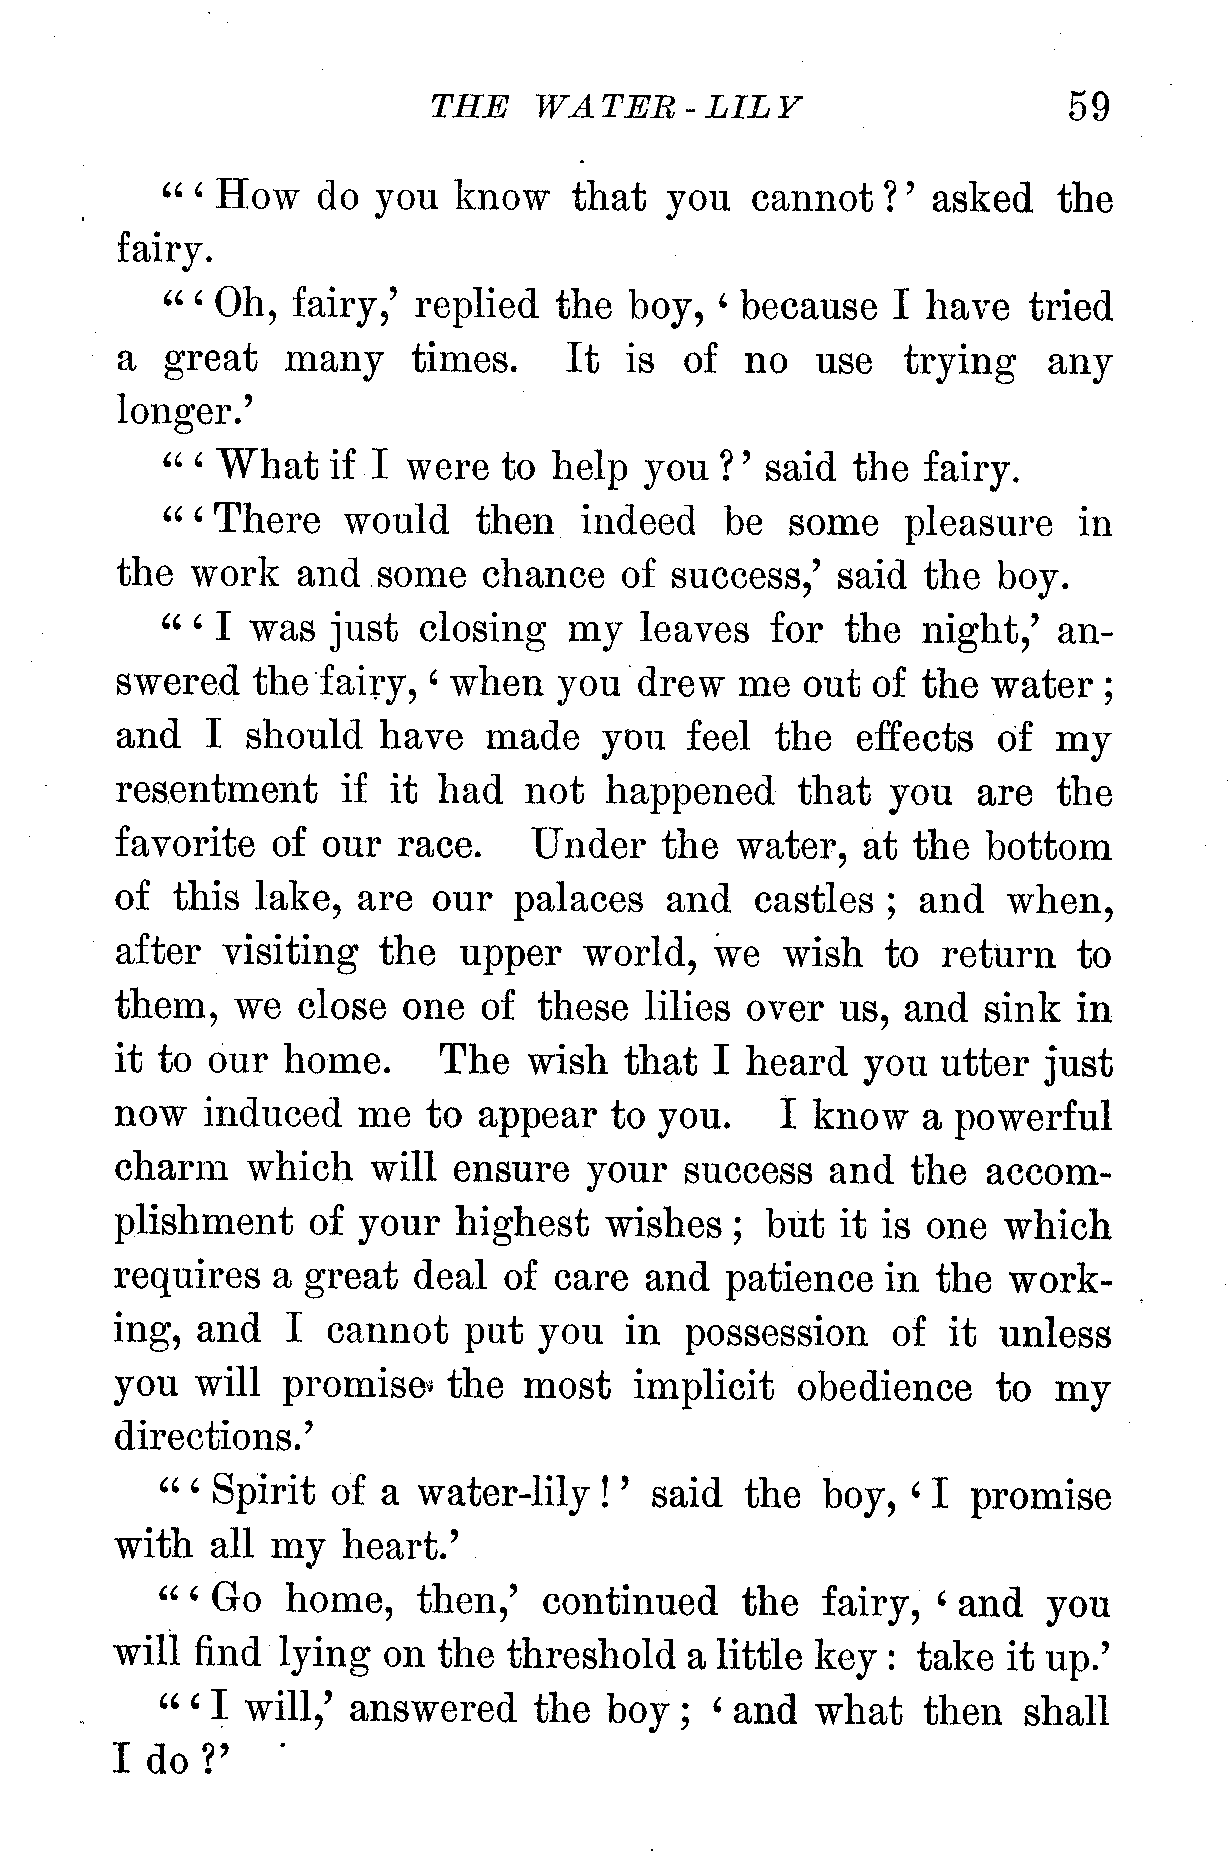 THE WATER-LILY 59
"'How do you know that you cannot?' asked the
fairy.
"'Oh, fairy,' replied the boy, 'because I have tried
a great many times. It is of no use trying any
longer.'
"'What if I were to help you?' said the fairy.
"'There would then indeed be some pleasure in
the work and some chance of success,' said the boy.
"'I was just closing my leaves for the night,' an-
swered the fairy, 'when you drew me out of the water;
and I should have made you feel the effects of my
resentment if it had not happened that you are the
favorite of our race. Under the water, at the bottom
of this lake, are our palaces and castles; and when,
after visiting the upper world, we wish to return to
them, we close one of these lilies over us, and sink in
it to our home. The wish that I heard you utter just
now induced me to appear to you. I know a powerful
charm which will ensure your success and the accom-
plishment of your highest wishes; but it is one which
requires a great deal of care and patience in the work-
ing, and I cannot put you in possession of it unless
you will promise the most implicit obedience to my
directions.'
"'Spirit of a water-lily!' said the boy, 'I promise
with all my heart.'
"'Go home, then,' continued the fairy, 'and you
will find lying on the threshold a little key: take it up.'
"'I will,' answered the boy; 'and what then shall
I do?'